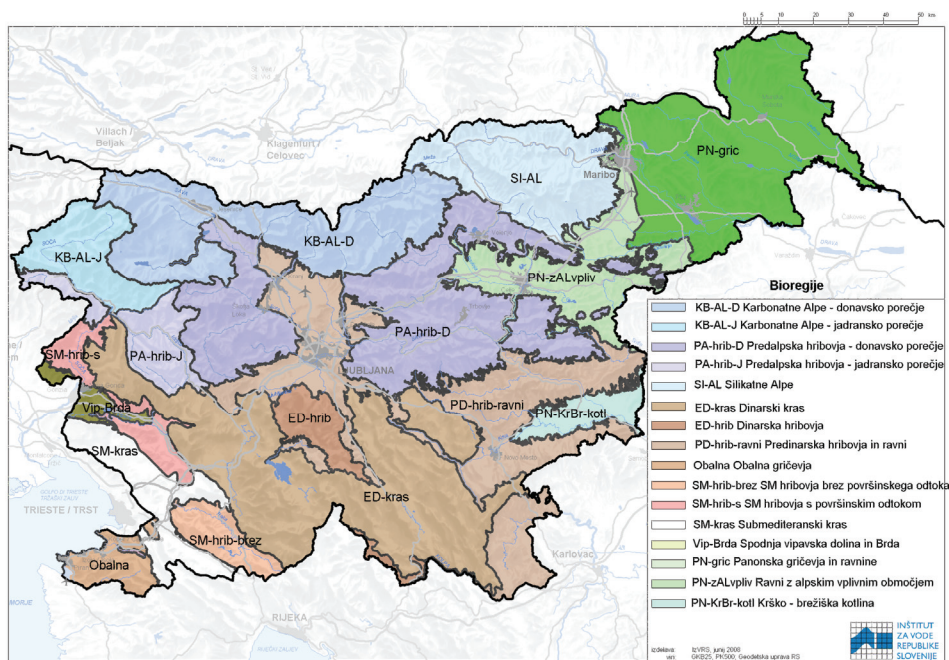 0 5 10 20 30 40 50 km
Villach /
Beljak
Klagenfurt /
Celovec
DRAVA
SI-AL
Maribor
PN-gric
KB-AL-D
SAVA
SOČA
KB-AL-J
PN-zALvpliv
PA-hrib-D
SM-hrib-s
PA-hrib-J
LJUBLJANA
Vip-Brda
ED-hrib
PD-hrib-ravni
PN-KrBr-kotl
SM-kras
TRIESTE / TRST
ED-kras
Karlovac
SM-hrib-brez
Obalna
MORJE
RIJEKA
Bioregije
KB-AL-D Karbonatne Alpe - donavsko porečje
KB-AL-J Karbonatne Alpe - jadransko porečje
PA-hrib-D Predalpska hribovja - donavsko porečje
PA-hrib-J Predalpska hribovja - jadransko porečje
SI-AL Silikatne Alpe
ED-kras Dinarski kras
ED-hrib Dinarska hribovja
PD-hrib-ravni Predinarska hribovja in ravni
Obalna Obalna gričevja
SM-hrib-brez SM hribovja brez površinskega odtoka
SM-hrib-s SM hribovja s površinskim odtokom
SM-kras Submediteranski kras
Vip-Brda Spodnja vipavska dolina in Brda
PN-gric Panonska gričevja in ravnine
PN-zALvpliv Ravni z alpskim vplivnim območjem
PN-KrBr-kotl Krško - brežiška kotlina
izdelava: IzVRS, junij 2008
viri: GKB25, PK500; Geodetska uprava RS
INŠTITUT
ZA VODE
REPUBLIKE
SLOVENIJE